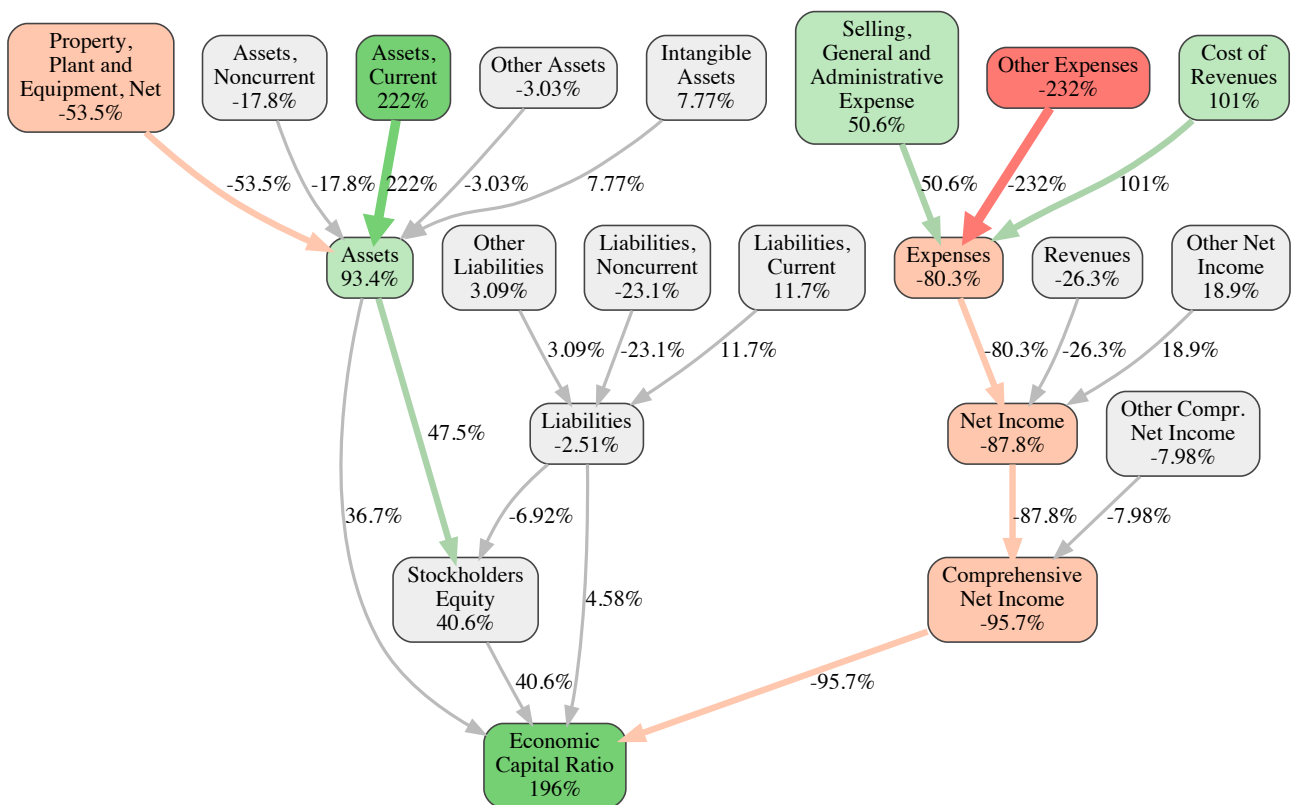 Property,
Plant and
Equipment, Net
-53.5%
Assets,
Noncurrent
-17.8%
Assets,
Current
222%
Other Assets
-3.03%
Intangible
Assets
7.77%
Selling,
General and
Administrative
Expense
50.6%
Other Expenses
-232%
Cost of
Revenues
101%
-53.5%
-17.8%
222%
-3.03%
7.77%
50.6%
-232%
101%
Assets
93.4%
Other
Liabilities
3.09%
Liabilities,
Noncurrent
-23.1%
Liabilities,
Current
11.7%
Expenses
-80.3%
Revenues
-26.3%
Other Net
Income
18.9%
3.09%
-23.1%
11.7%
-80.3%
-26.3%
18.9%
Liabilities
-2.51%
Net Income
-87.8%
Other Compr.
Net Income
-7.98%
47.5%
36.7%
-6.92%
-87.8%
-7.98%
Stockholders
Equity
40.6%
4.58%
Comprehensive
Net Income
-95.7%
40.6%
-95.7%
Economic
Capital Ratio
196%